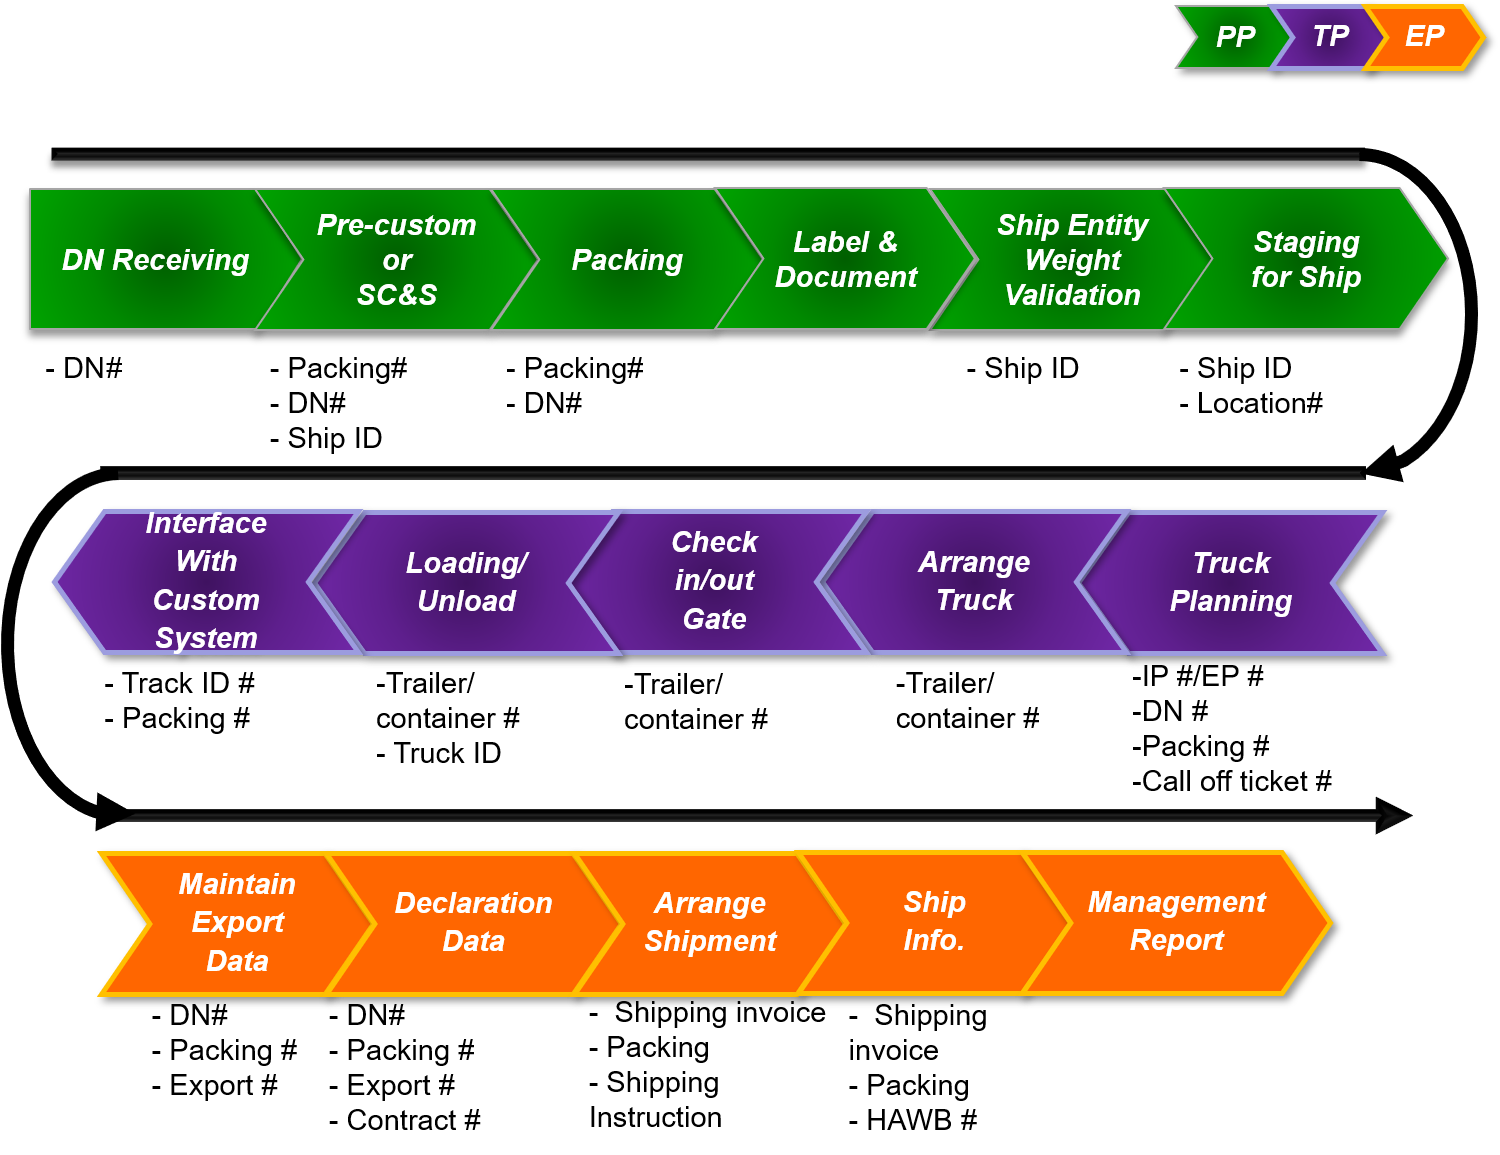 PP TP EP
DN Receiving
Pre-custom
or
SC&S
Packing
Label &
Document
Ship Entity
Weight
Validation
Staging
for Ship
- DN#
- Packing#
- DN#
- Ship ID
- Packing#
- DN#
- Ship ID
- Ship ID
- Location#
Interface
With
Custom
System
Loading/
Unload
Check
in/out
Gate
Arrange
Truck
Truck
Planning
- Track ID #
- Packing #
-Trailer/
container #
- Truck ID
-Trailer/
container #
-Trailer/
container #
-IP #/EP #
-DN #
-Packing #
-Call off ticket #
Maintain
Export
Data
Declaration
Data
Arrange
Shipment
Ship
Info.
Management
Report
- DN#
- Packing #
- Export #
- DN#
- Packing #
- Export #
- Contract #
-  Shipping invoice
- Packing
- Shipping
Instruction
-  Shipping
invoice
- Packing
- HAWB #